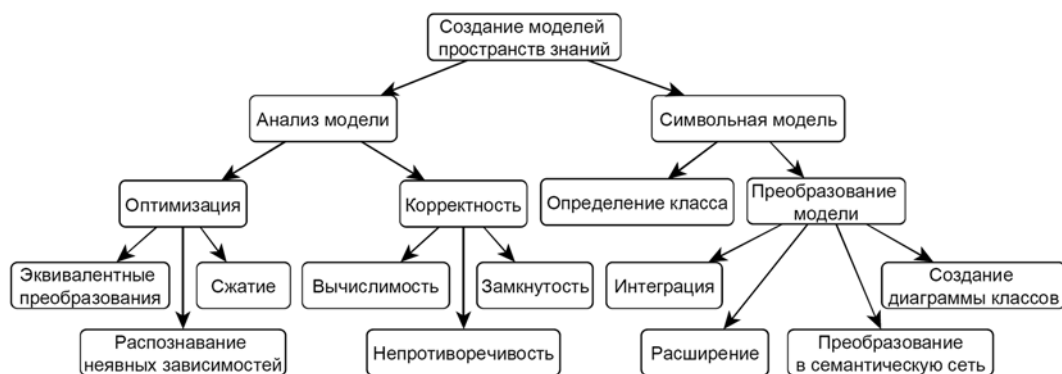 Создание моделей
пространств знаний
Анализ модели
Символьная модель
Оптимизация
Корректность
Определение класса
Преобразование
модели
Эквивалентные
преобразования
Сжатие
Вычислимость
Замкнутость
Интеграция
Создание
диаграммы классов
Распознавание
неявных зависимостей
Непротиворечивость
Расширение
Преобразование
в семантическую сеть